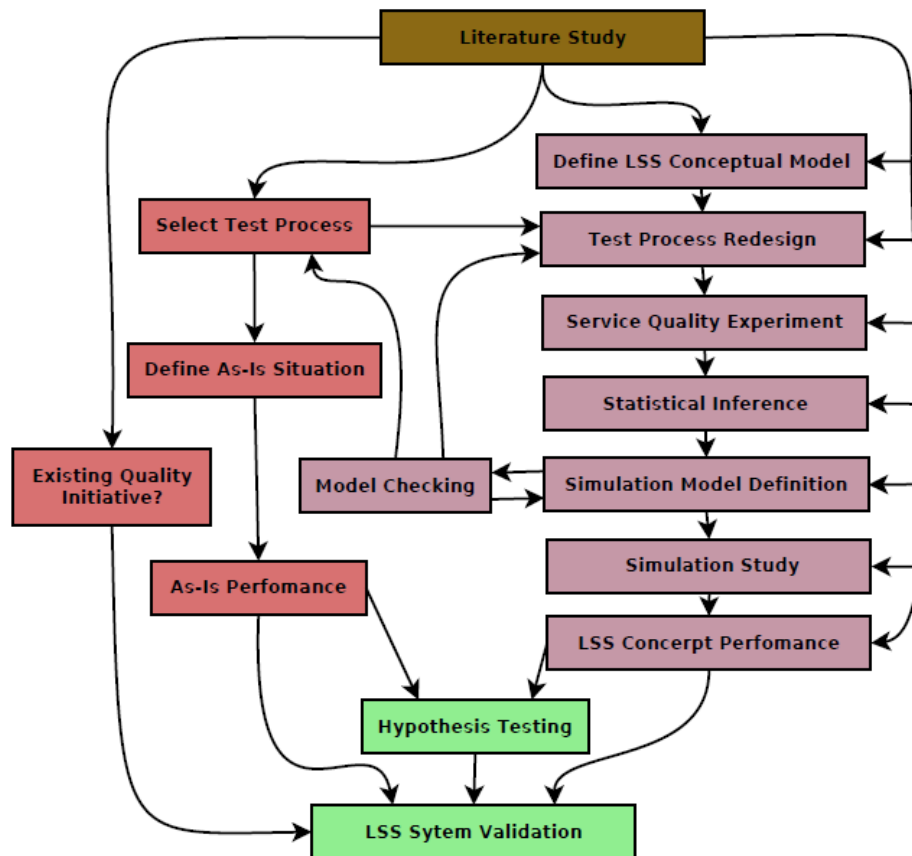 Literature Study
Define LSS Conceptual Model
Select Test Process
Test Process Redesign
Service Quality Experiment
Define As-Is Situation
Statistical Inference
Existing Quality
Initiative?
Model Checking
Simulation Model Definition
Simulation Study
As-Is Perfomance
LSS Concerpt Perfomance
Hypothesis Testing
LSS Sytem Validation